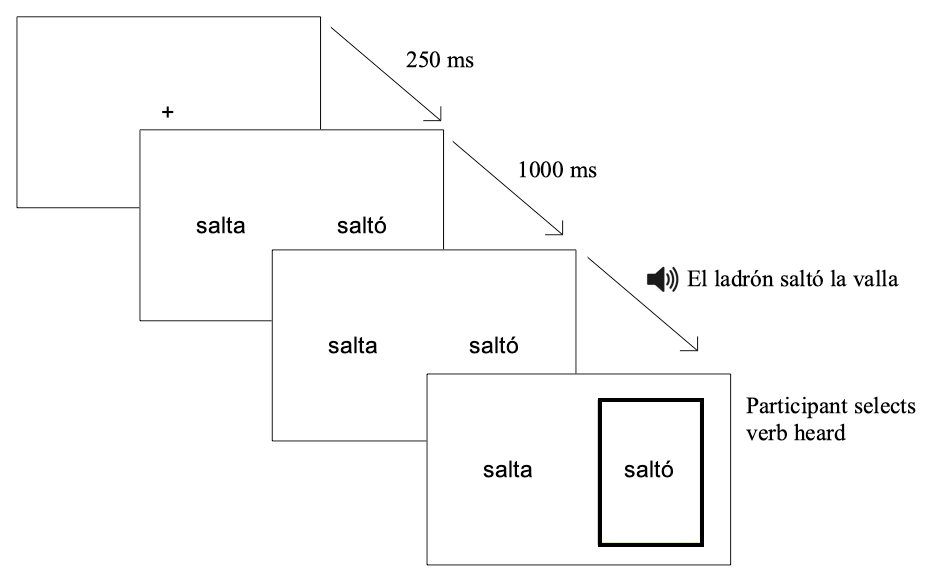 +
250 ms
salta saltó
1000 ms
salta saltó
El ladrón saltó la valla
salta saltó
Participant selects
verb heard